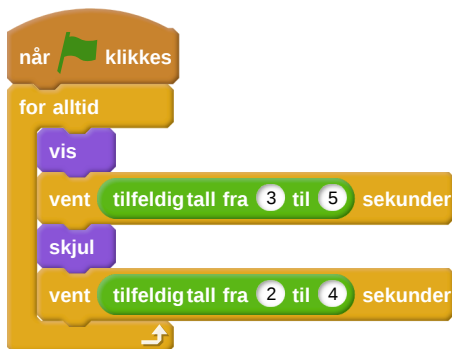 når klikkes
for alltid
vis
vent tilfeldig tall fra 3 til 5 sekunder
skjul
vent tilfeldig tall fra 2 til 4 sekunder